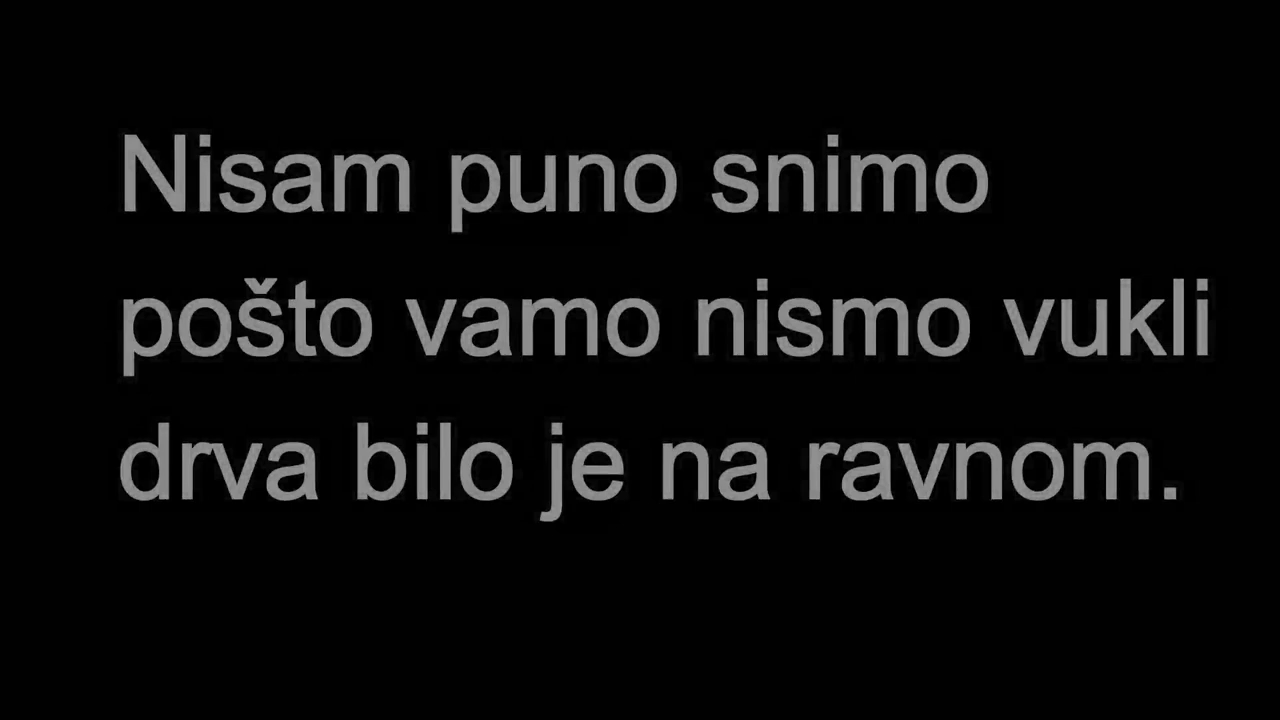 Nisam puno snimo
pošto vamo nismo vukli
drva bilo je na ravnom.